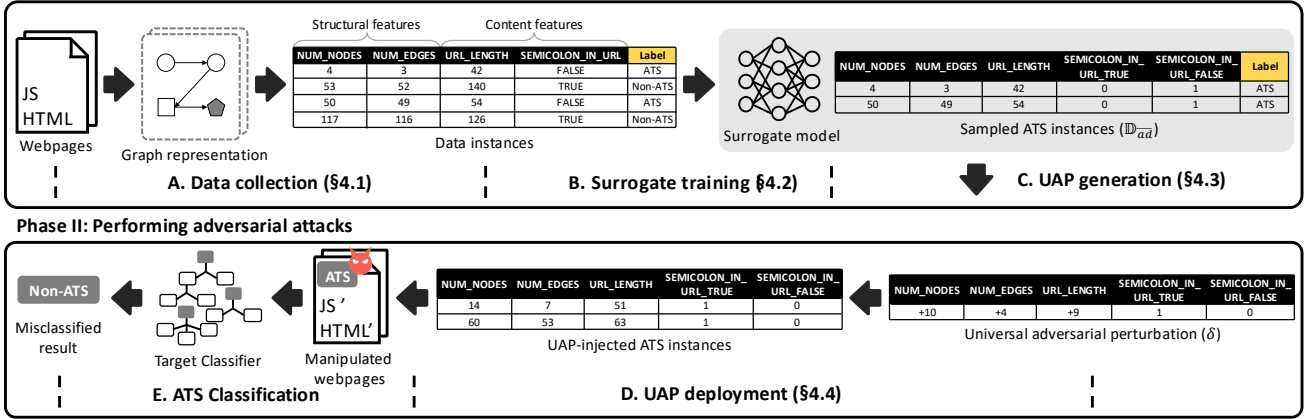 Structural features Content features
NUM_NODES NUM_EDGES URL_LENGTH SEMICOLON_IN_URL Label
4 3 42 FALSE ATS
53 52 140 TRUE Non-ATS
50 49 54 FALSE ATS
117 116 126 TRUE Non-ATS
Data instances
JS
HTML
Webpages
Graph representation
Surrogate model
NUM_NODES NUM_EDGES URL_LENGTH SEMICOLON_IN_URL_TRUE SEMICOLON_IN_URL_FALSE Label
4 3 42 0 1 ATS
50 49 54 0 1 ATS
Sampled ATS instances (𝔻ad)
A. Data collection (§4.1)
B. Surrogate training §4.2)
C. UAP generation (§4.3)
Phase II: Performing adversarial attacks
Non-ATS
Misclassified
result
Target Classifier
ATS
JS ’
HTML’
Manipulated
webpages
NUM_NODES NUM_EDGES URL_LENGTH SEMICOLON_IN_URL_TRUE SEMICOLON_IN_URL_FALSE
14 7 51 1 0
60 53 63 1 0
UAP-injected ATS instances
NUM_NODES NUM_EDGES URL_LENGTH SEMICOLON_IN_URL_TRUE SEMICOLON_IN_URL_FALSE
+10 +4 +9 1 0
Universal adversarial perturbation (δ)
E. ATS Classification
D. UAP deployment (§4.4)